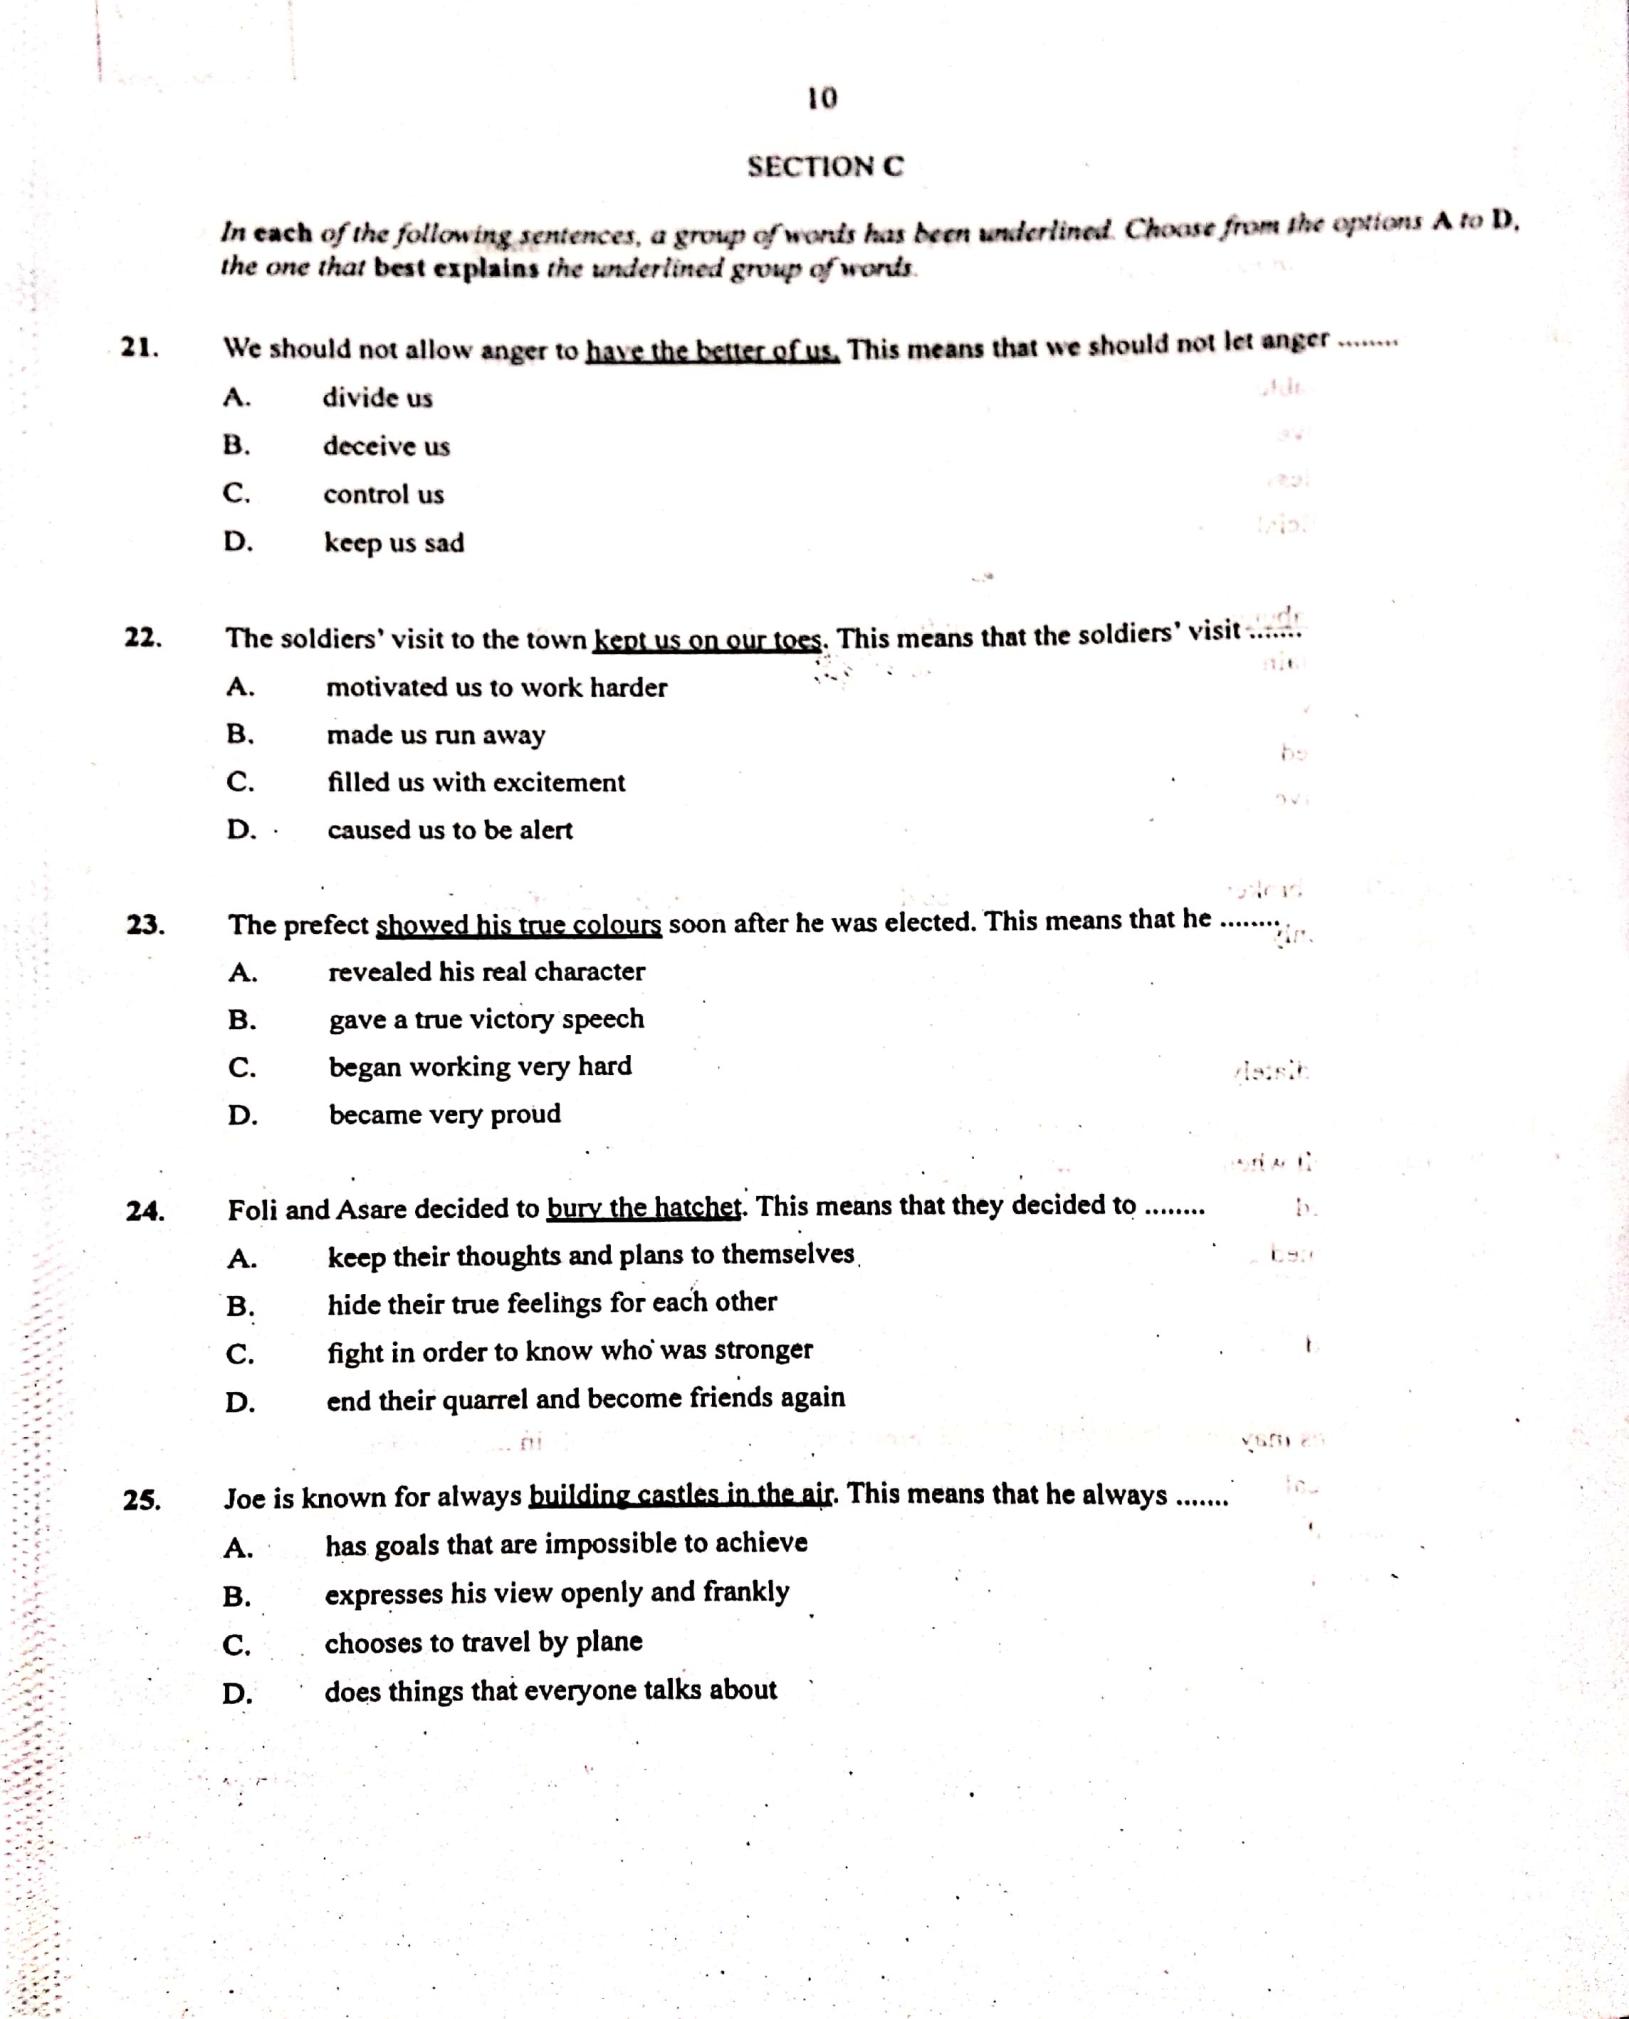 10
SECTION C
In each of the following sentences, a group of words has been underlined. Choose from the options A to D,
the one that best explains the underlined group of words.
21. We should not allow anger to have the better of us. This means that we should not let anger ........
A. divide us
B. deceive us
C. control us
D. keep us sad
22. The soldiers' visit to the town kept us on our toes. This means that the soldiers' visit .......
A. motivated us to work harder
B. made us run away
C. filled us with excitement
D. caused us to be alert
23. The prefect showed his true colours soon after he was elected. This means that he ........
A. revealed his real character
B. gave a true victory speech
C. began working very hard
D. became very proud
24. Foli and Asare decided to bury the hatchet. This means that they decided to ........
A. keep their thoughts and plans to themselves
B. hide their true feelings for each other
C. fight in order to know who was stronger
D. end their quarrel and become friends again
25. Joe is known for always building castles in the air. This means that he always .......
A. has goals that are impossible to achieve
B. expresses his view openly and frankly
C. chooses to travel by plane
D. does things that everyone talks about